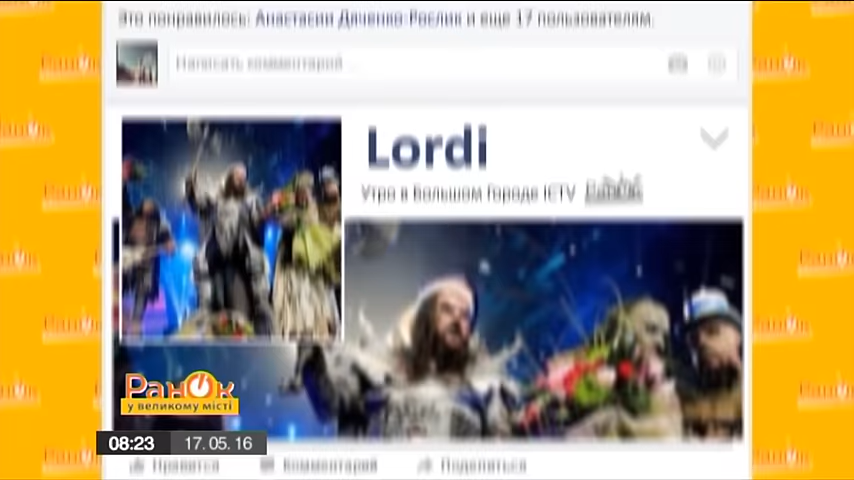 Это понравилось: Анастасии Дяченко-Рослик и еще 17 пользователям.
Написать комментарий...
Lordi
Утро в Большом Городе ICTV
Ранок
у великому місті
08:23 17.05.16
Нравится Комментарий Поделиться